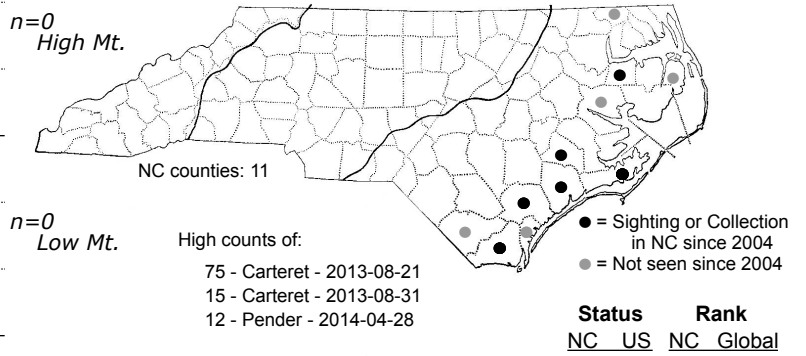 n=0
High Mt.
NC counties: 11
n=0
Low Mt.
High counts of:
75 - Carteret - 2013-08-21
15 - Carteret - 2013-08-31
12 - Pender - 2014-04-28
= Sighting or Collection
in NC since 2004
= Not seen since 2004
Status Rank
NC US NC Global